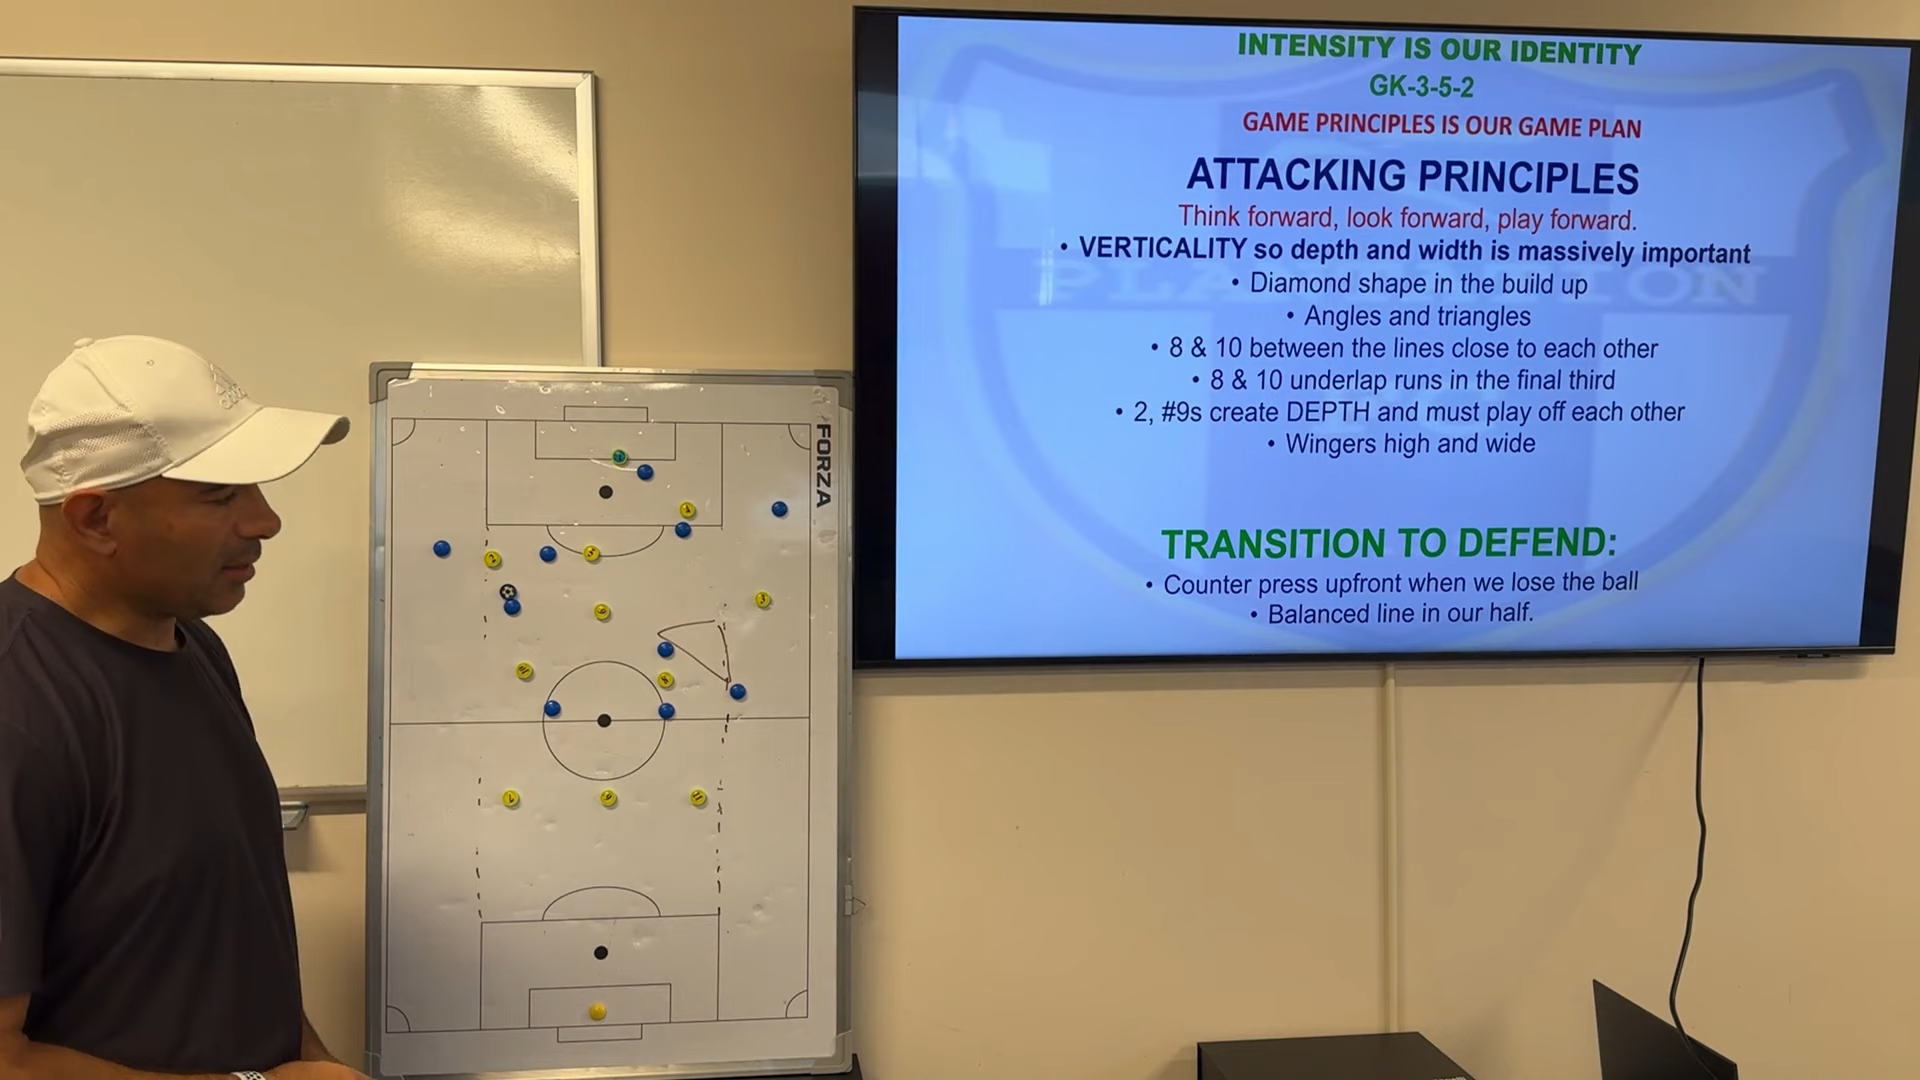 INTENSITY IS OUR IDENTITY
GK-3-5-2
GAME PRINCIPLES IS OUR GAME PLAN
ATTACKING PRINCIPLES
Think forward, look forward, play forward.
• VERTICALITY so depth and width is massively important
• Diamond shape in the build up
• Angles and triangles
• 8 & 10 between the lines close to each other
• 8 & 10 underlap runs in the final third
• 2, #9s create DEPTH and must play off each other
• Wingers high and wide
TRANSITION TO DEFEND:
• Counter press upfront when we lose the ball
• Balanced line in our half.
FORZA